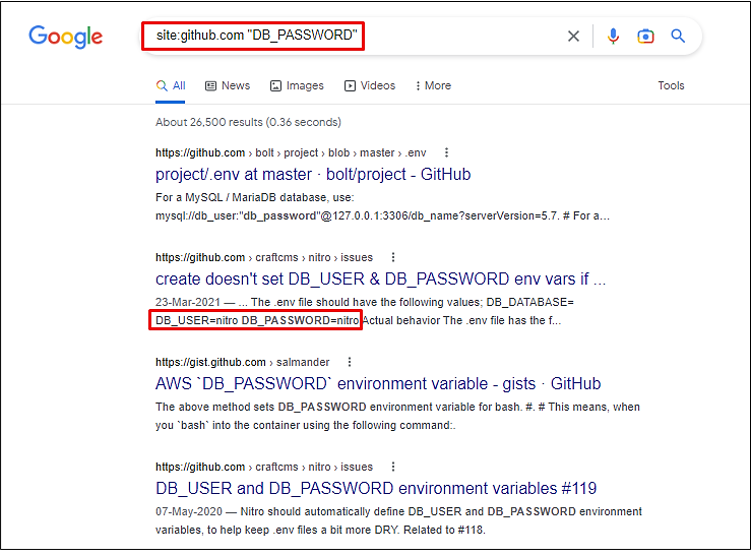 Google
site:github.com "DB_PASSWORD"
All News Images Videos More Tools
About 26,500 results (0.36 seconds)
https://github.com › bolt › project › blob › master › .env
project/.env at master · bolt/project - GitHub
For a MySQL / MariaDB database, use:
mysql://db_user:"db_password"@127.0.0.1:3306/db_name?serverVersion=5.7. # For a...
https://github.com › craftcms › nitro › issues
create doesn't set DB_USER & DB_PASSWORD env vars if ...
23-Mar-2021 — ... The .env file should have the following values; DB_DATABASE=
DB_USER=nitro DB_PASSWORD=nitro Actual behavior The .env file has the f...
https://gist.github.com › salmander
AWS `DB_PASSWORD` environment variable - gists · GitHub
The above method sets DB_PASSWORD environment variable for bash. #. # This means, when
you `bash` into the container using the following command:.
https://github.com › craftcms › nitro › issues
DB_USER and DB_PASSWORD environment variables #119
07-May-2020 — Nitro should automatically define DB_USER and DB_PASSWORD environment
variables, to help keep .env files a bit more DRY. Related to #118.